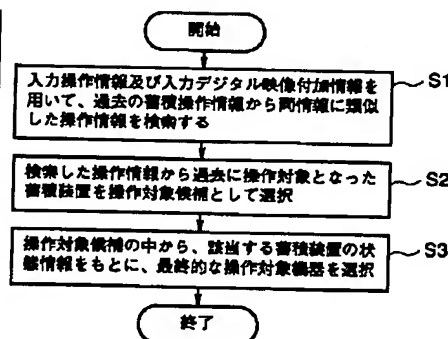 開始
入力操作情報及び入力デジタル映像付加情報を
用いて、過去の蓄積操作情報から両情報に類似
した操作情報を検索する
S1
検索した操作情報から過去に操作対象となった
蓄積装置を操作対象候補として選択
S2
操作対象候補の中から、該当する蓄積装置の状
態情報をもとに、最終的な操作対象機器を選択
S3
終了